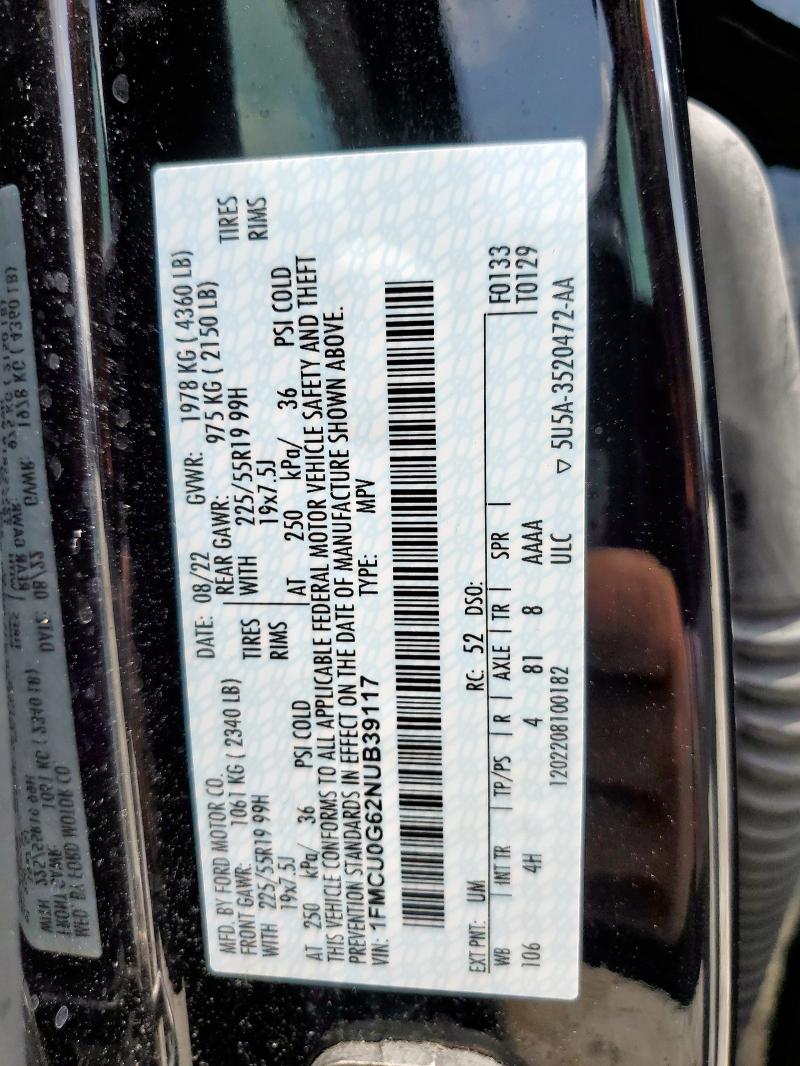 MFD. BY FORD MOTOR CO.
DATE: 08/22 GVWR: 1978 KG ( 4360 LB)
FRONT GAWR: 1061 KG ( 2340 LB) REAR GAWR: 975 KG ( 2150 LB)
WITH 225/55R19 99H TIRES WITH 225/55R19 99H TIRES
19x7.5J RIMS 19x7.5J RIMS
AT 250 kPa/ 36 PSI COLD AT 250 kPa/ 36 PSI COLD
THIS VEHICLE CONFORMS TO ALL APPLICABLE FEDERAL MOTOR VEHICLE SAFETY AND THEFT
PREVENTION STANDARDS IN EFFECT ON THE DATE OF MANUFACTURE SHOWN ABOVE.
VIN: 1FMCU0G62NUB39117 TYPE: MPV
EXT PNT: UM RC: 52 DSO:
WB INT TR TP/PS R AXLE TR SPR F0133
106 4H 4 81 8 AAAA T0129
ULC
1202208100182 ▽ 5U5A-3520472-AA